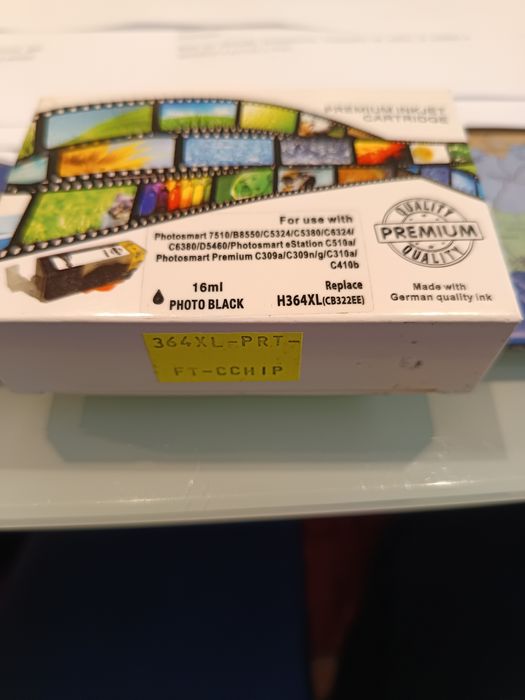 PREMIUM INKJET
CARTRIDGE
For use with
Photosmart 7510/B8550/C5324/C5380/C6324/
C6380/D5460/Photosmart eStation C510a/
Photosmart Premium C309a/C309n/g/C310a/
C410b
16ml
PHOTO BLACK
Replace
H364XL(CB322EE)
QUALITY
PREMIUM
QUALITY
Made with
German quality ink
364XL-PRT-
FT-CCHIP